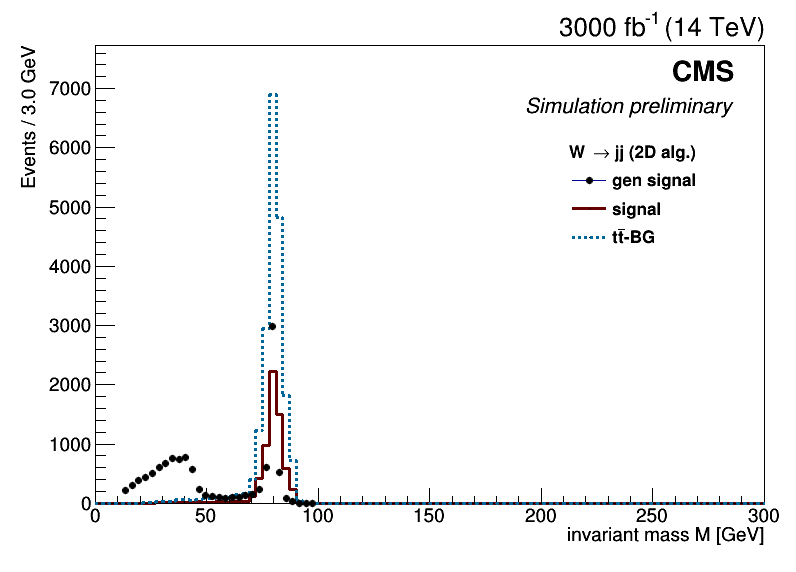 3000 fb⁻¹ (14 TeV)
CMS
Simulation preliminary
W → jj (2D alg.)
gen signal
signal
tt̄-BG
Events / 3.0 GeV
7000
6000
5000
4000
3000
2000
1000
0
0 50 100 150 200 250 300
invariant mass M [GeV]